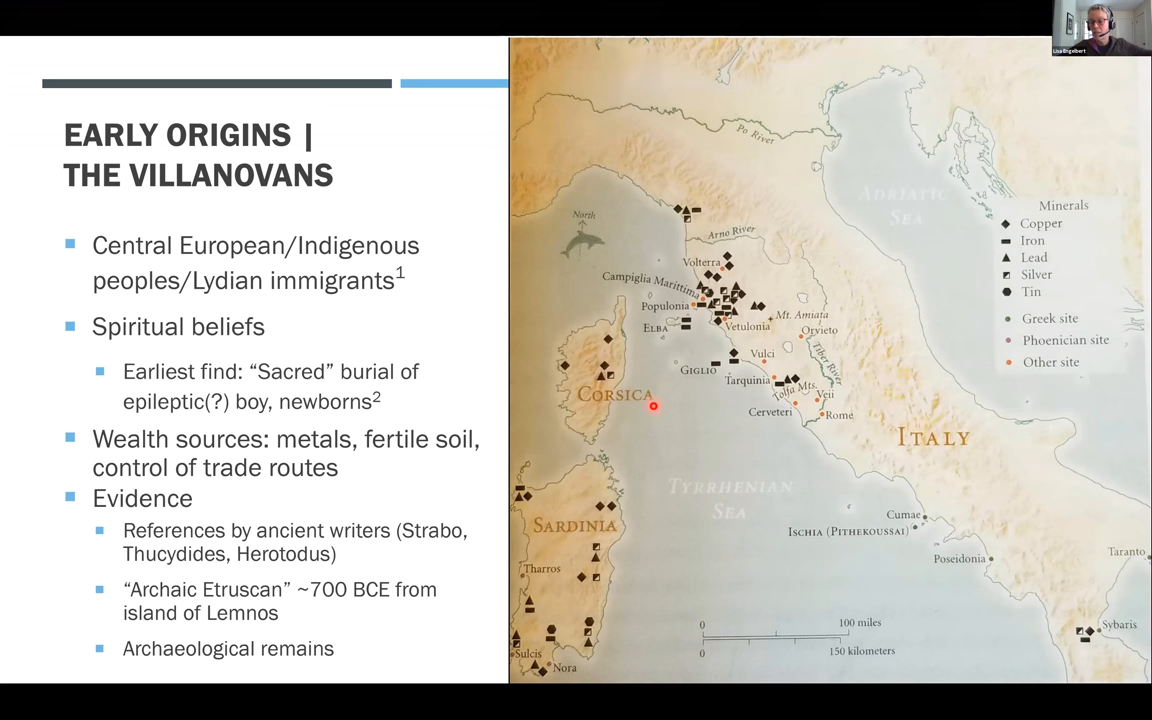 EARLY ORIGINS |
THE VILLANOVANS
Central European/Indigenous
peoples/Lydian immigrants1
Spiritual beliefs
Earliest find: “Sacred” burial of
epileptic(?) boy, newborns2
Wealth sources: metals, fertile soil,
control of trade routes
Evidence
References by ancient writers (Strabo,
Thucydides, Herotodus)
“Archaic Etruscan” ~700 BCE from
island of Lemnos
Archaeological remains
Lisa Engelbert
Po River
ADRIATIC
SEA
North
Arno River
Volterra
Campiglia Marittima
Populonia
ELBA
Vetulonia
Mt. Amiata
Orvieto
Tiber River
Vulci
GIGLIO
Tarquinia
Tolfa Mts.
Veii
Cerveteri
Rome
CORSICA
ITALY
TYRRHENIAN
SEA
SARDINIA
Tharros
Sulcis
Nora
Cumae
ISCHIA (PITHEKOUSSAI)
Poseidonia
Taranto
Sybaris
Minerals
Copper
Iron
Lead
Silver
Tin
Greek site
Phoenician site
Other site
0 100 miles
0 150 kilometers